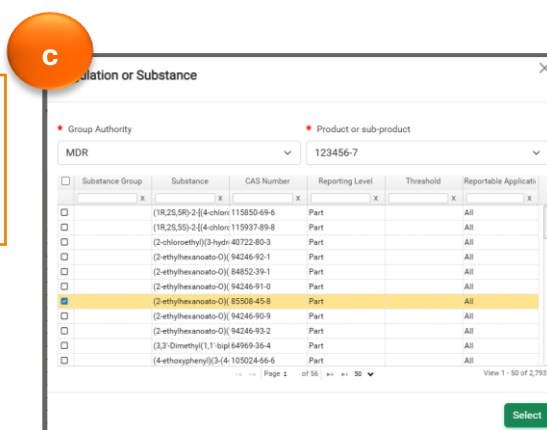 C
ulation or Substance
* Group Authority * Product or sub-product
MDR 123456-7
Substance Group Substance CAS Number Reporting Level Threshold Reportable Applicati
x x x x x
(1R,2S,5R)-2-[(4-chlorc 115850-69-6 Part All
(1R,2S,5S)-2-[(4-chlorc 115937-89-8 Part All
(2-chloroethyl)(3-hydr 40722-80-3 Part All
(2-ethylhexanoato-O)( 94246-92-1 Part All
(2-ethylhexanoato-O)( 84852-39-1 Part All
(2-ethylhexanoato-O)( 94246-91-0 Part All
(2-ethylhexanoato-O)( 85508-45-8 Part All
(2-ethylhexanoato-O)( 94246-90-9 Part All
(2-ethylhexanoato-O)( 94246-93-2 Part All
(3,3'-Dimethyl(1,1'-bipl 64969-36-4 Part All
(4-ethoxyphenyl)(3-(4- 105024-66-6 Part All
Page 1 of 56 50 View 1 - 50 of 2,793
Select